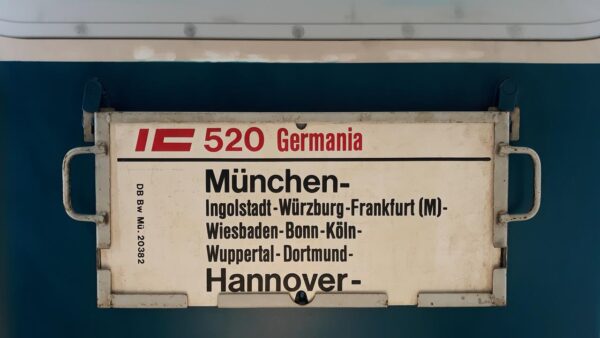 IC 520 Germania
München-
Ingolstadt-Würzburg-Frankfurt (M)-
Wiesbaden-Bonn-Köln-
Wuppertal-Dortmund-
Hannover-
DB Bw Mü. 20382